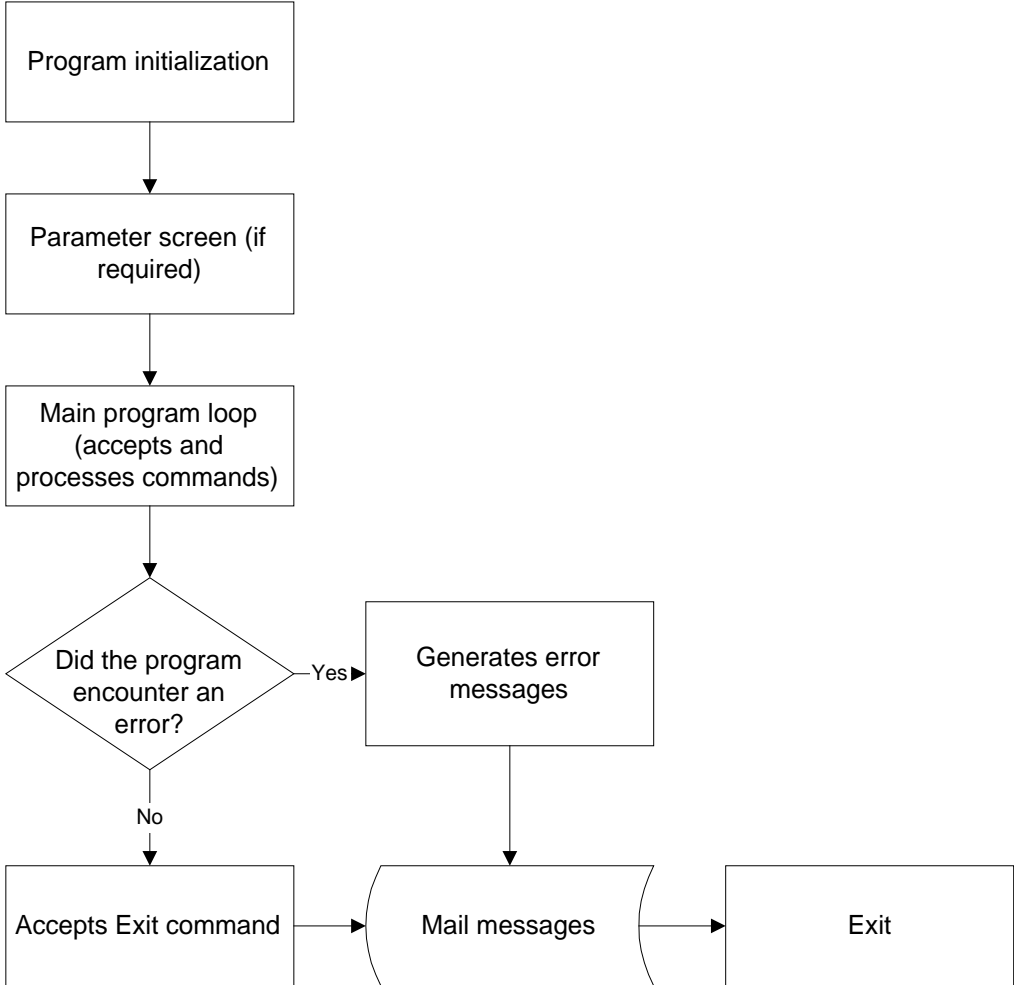 Program initialization
Parameter screen (if
required)
Main program loop
(accepts and
processes commands)
Did the program
encounter an
error?
Yes
Generates error
messages
No
Accepts Exit command
Mail messages
Exit